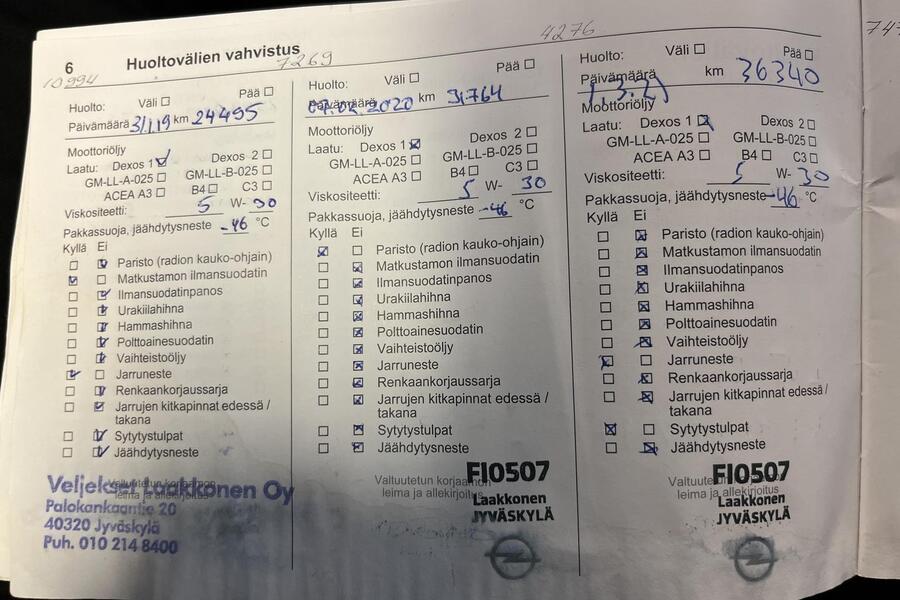 6 Huoltovälien vahvistus
10994
7269
4276
747
Huolto: Väli Pää
Päivämäärä 31/1.19 km 24495
Moottoriöljy
Laatu: Dexos 1 Dexos 2
GM-LL-A-025 GM-LL-B-025
ACEA A3 B4 C3
Viskositeetti: 5 W- 30
Pakkassuoja, jäähdytysneste -46 °C
Kyllä Ei
Paristo (radion kauko-ohjain)
Matkustamon ilmansuodatin
Ilmansuodatinpanos
Urakiilahihna
Hammashihna
Polttoainesuodatin
Vaihteistoöljy
Jarruneste
Renkaankorjaussarja
Jarrujen kitkapinnat edessä /
takana
Sytytystulpat
Jäähdytysneste
Valtuutetun korjaamon
leima ja allekirjoitus
Veljekset Laakkonen Oy
Palokankaantie 20
40320 Jyväskylä
Puh. 010 214 8400
Huolto: Väli Pää
Päivämäärä 2020 km 31764
Moottoriöljy
Laatu: Dexos 1 Dexos 2
GM-LL-A-025 GM-LL-B-025
ACEA A3 B4 C3
Viskositeetti: 5 W- 30
Pakkassuoja, jäähdytysneste -46 °C
Kyllä Ei
Paristo (radion kauko-ohjain)
Matkustamon ilmansuodatin
Ilmansuodatinpanos
Urakiilahihna
Hammashihna
Polttoainesuodatin
Vaihteistoöljy
Jarruneste
Renkaankorjaussarja
Jarrujen kitkapinnat edessä /
takana
Sytytystulpat
Jäähdytysneste
Valtuutetun korjaamon
leima ja allekirjoitus
FI0507
Laakkonen
JYVÄSKYLÄ
Huolto: Väli Pää
Päivämäärä km 36340
Moottoriöljy
Laatu: Dexos 1 Dexos 2
GM-LL-A-025 GM-LL-B-025
ACEA A3 B4 C3
Viskositeetti: 5 W- 30
Pakkassuoja, jäähdytysneste -46 °C
Kyllä Ei
Paristo (radion kauko-ohjain)
Matkustamon ilmansuodatin
Ilmansuodatinpanos
Urakiilahihna
Hammashihna
Polttoainesuodatin
Vaihteistoöljy
Jarruneste
Renkaankorjaussarja
Jarrujen kitkapinnat edessä /
takana
Sytytystulpat
Jäähdytysneste
Valtuutetun korjaamon
leima ja allekirjoitus
FI0507
Laakkonen
JYVÄSKYLÄ